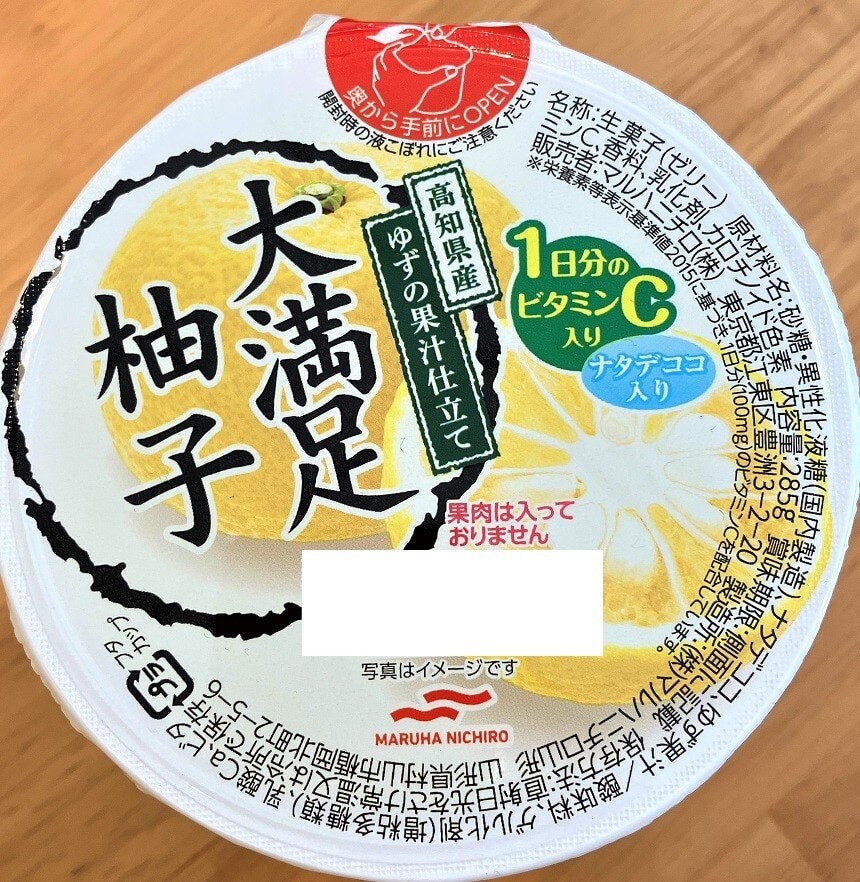 奥から手前にOPEN
開封時の液こぼれにご注意ください
大満足
柚子
高知県産
ゆずの果汁仕立て
1日分の
ビタミンC
入り
ナタデココ
入り
果肉は入って
おりません
写真はイメージです
MARUHA NICHIRO
プラ
フタ
カップ
名称:生菓子(ゼリー) 原材料名:砂糖・異性化液糖(国内製造)、ナタデココ、ゆず果汁/酸味料、ゲル化剤(増粘多糖類)、乳酸Ca、ビタ
ミンC、香料、乳化剤、カロチノイド色素 内容量:285g 賞味期限:側面に記載 保存方法:直射日光をさけ常温又は冷所で保存
販売者:マルハニチロ(株) 東京都江東区豊洲3-2-20 製造所:(株)マルハニチロ山形 山形県村山市楯岡北町2-5-6
※栄養素等表示基準値2015に基づき、1日分(100mg)のビタミンCを配合しています。